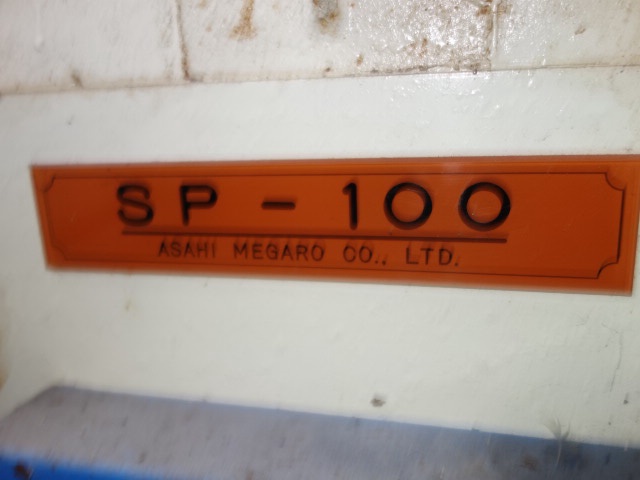 SP-100
ASAHI MEGARO CO., LTD.